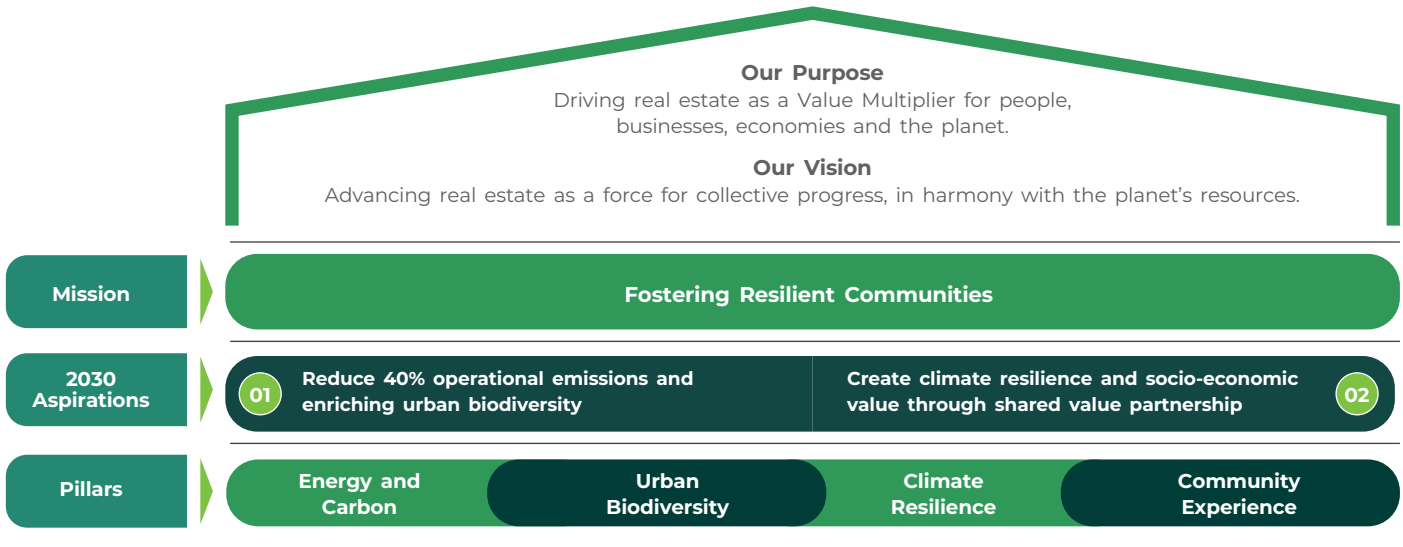 Our Purpose
Driving real estate as a Value Multiplier for people,
businesses, economies and the planet.
Our Vision
Advancing real estate as a force for collective progress, in harmony with the planet’s resources.
Mission
Fostering Resilient Communities
2030
Aspirations
01
Reduce 40% operational emissions and
enriching urban biodiversity
Create climate resilience and socio-economic
value through shared value partnership
02
Pillars
Energy and
Carbon
Urban
Biodiversity
Climate
Resilience
Community
Experience